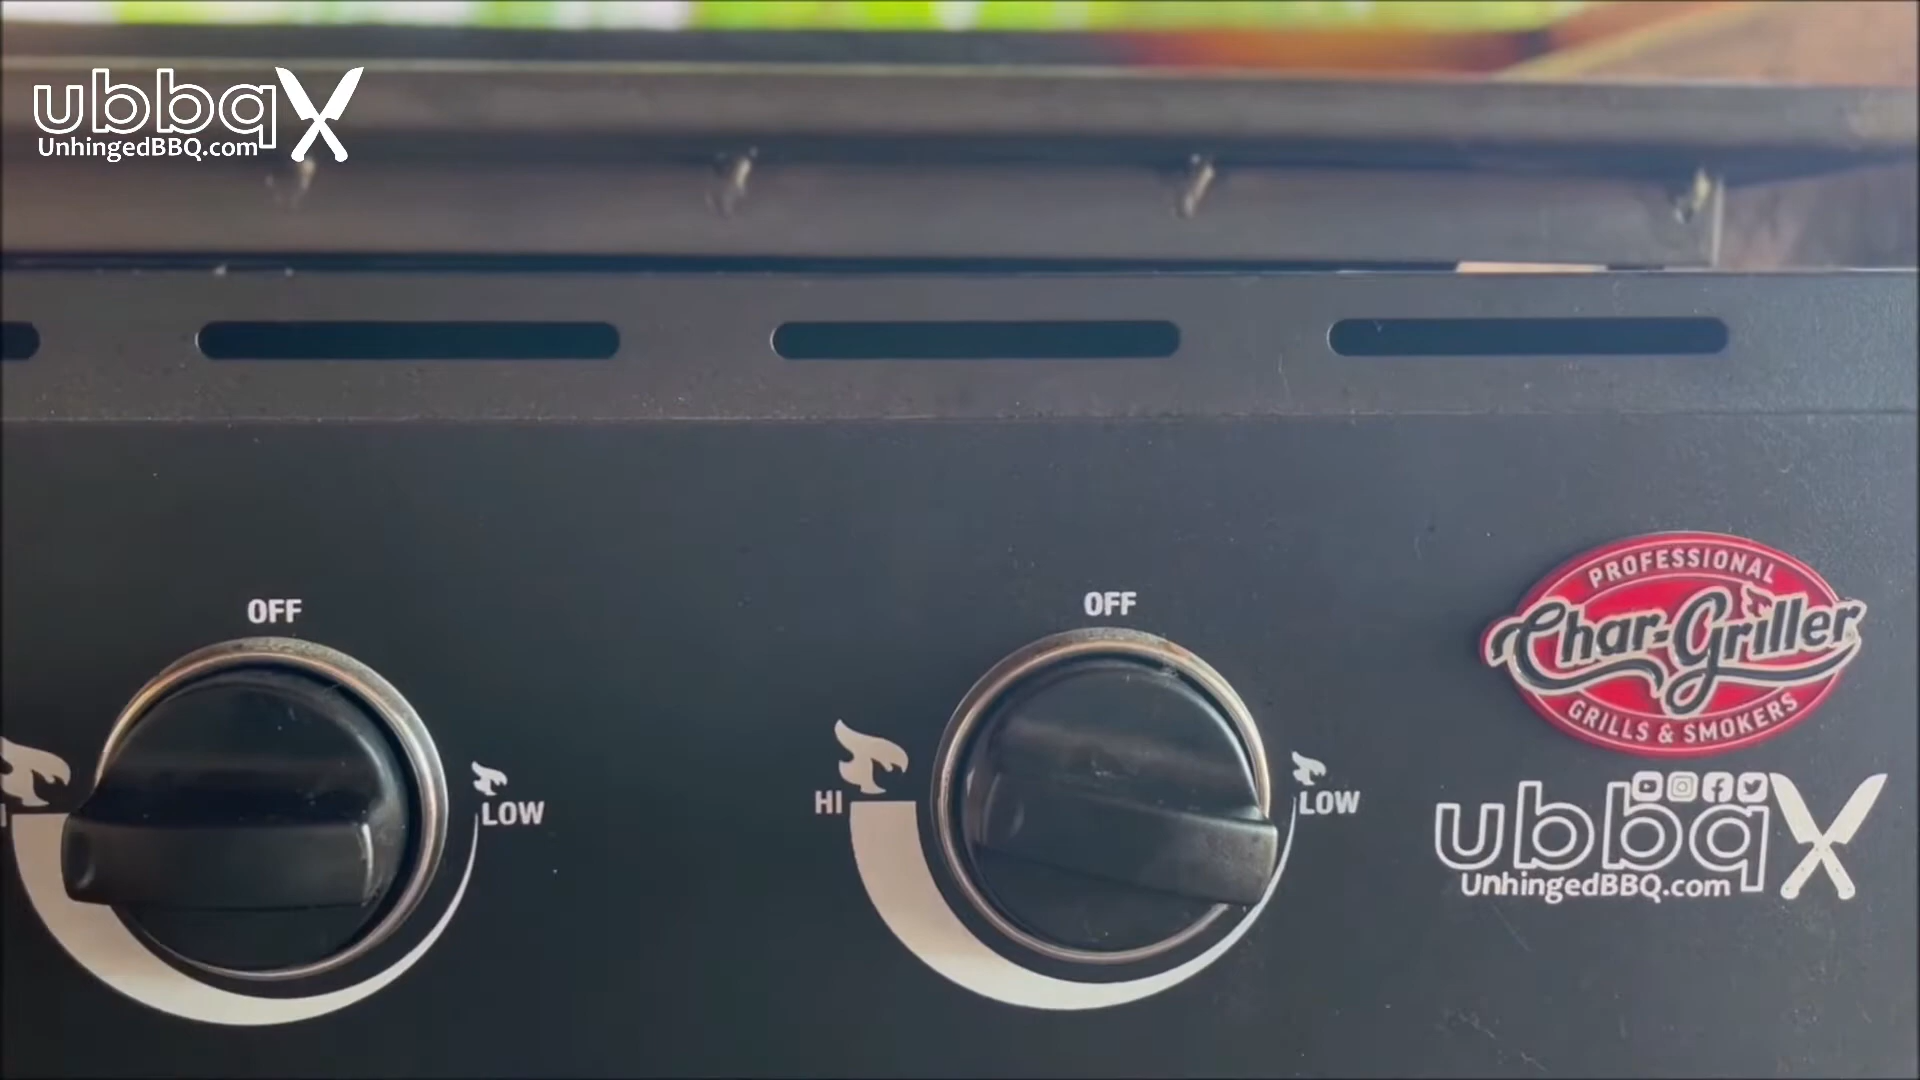 ubbq
UnhingedBBQ.com
OFF
OFF
PROFESSIONAL
Char-Griller
GRILLS & SMOKERS
LOW
HI
LOW
ubbq
UnhingedBBQ.com